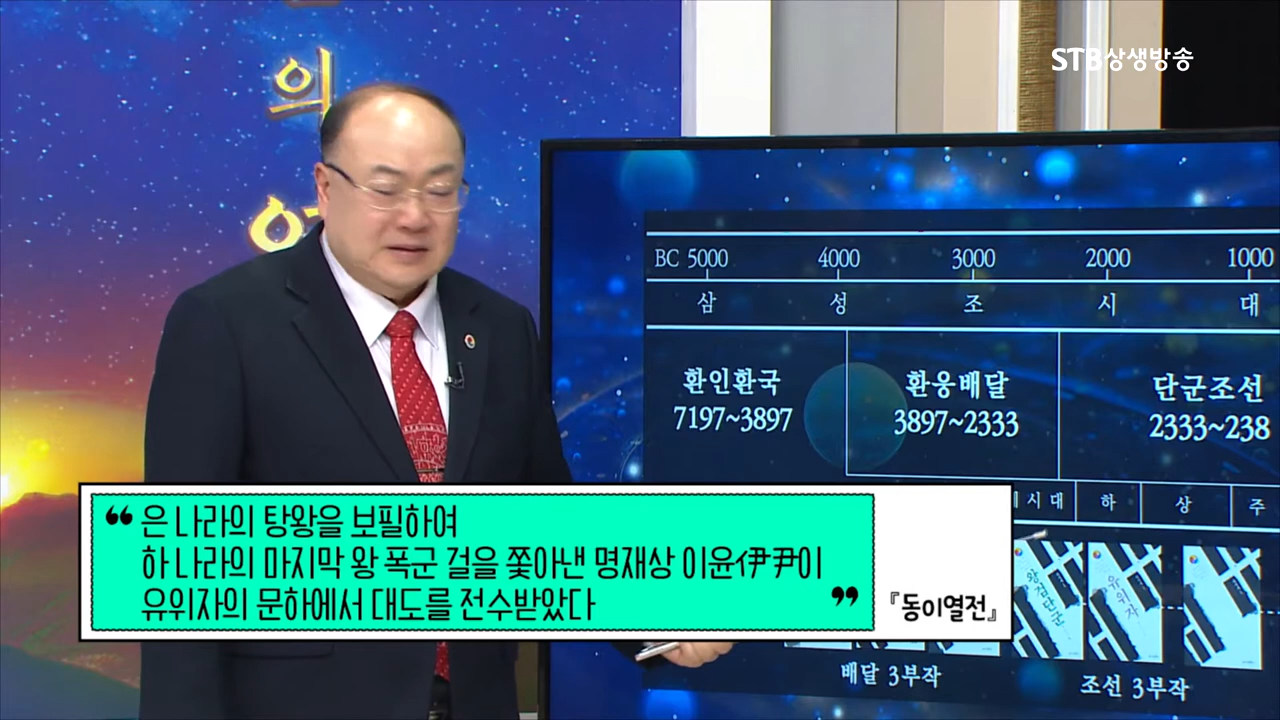 의
STB상생방송
BC 5000 4000 3000 2000 1000
삼 성 조 시 대
환인환국 환웅배달 단군조선
7197~3897 3897~2333 2333~238
시대 하 상 주
❝은 나라의 탕왕을 보필하여
하 나라의 마지막 왕 폭군 걸을 쫓아낸 명재상 이윤伊尹이
유위자의 문하에서 대도를 전수받았다❞
『동이열전』
유위자
배달 3부작 조선 3부작